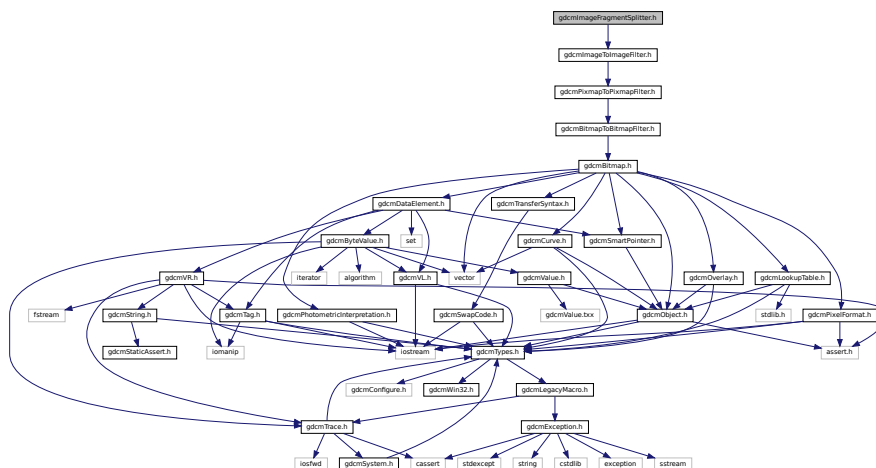 gdcmImageFragmentSplitter.h
gdcmImageToImageFilter.h
gdcmPixmapToPixmapFilter.h
gdcmBitmapToBitmapFilter.h
gdcmBitmap.h
gdcmDataElement.h
gdcmTransferSyntax.h
gdcmByteValue.h
set
gdcmCurve.h
gdcmSmartPointer.h
gdcmVR.h
iterator
algorithm
gdcmVL.h
vector
gdcmValue.h
gdcmOverlay.h
gdcmLookupTable.h
fstream
gdcmString.h
gdcmTag.h
gdcmPhotometricInterpretation.h
gdcmSwapCode.h
gdcmValue.txx
gdcmObject.h
stdlib.h
gdcmPixelFormat.h
gdcmStaticAssert.h
iomanip
iostream
gdcmTypes.h
assert.h
gdcmConfigure.h
gdcmWin32.h
gdcmLegacyMacro.h
gdcmTrace.h
gdcmException.h
iosfwd
gdcmSystem.h
cassert
stdexcept
string
cstdlib
exception
sstream